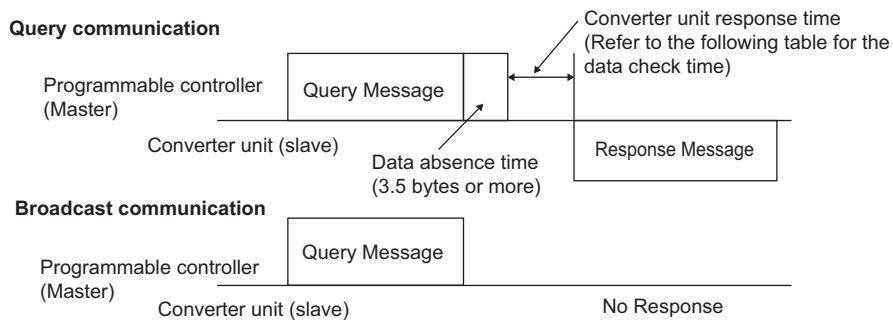 Query communication
Converter unit response time
(Refer to the following table for the
data check time)
Programmable controller
(Master)
Query Message
Converter unit (slave)
Data absence time
(3.5 bytes or more)
Response Message
Broadcast communication
Programmable controller
(Master)
Query Message
Converter unit (slave)
No Response